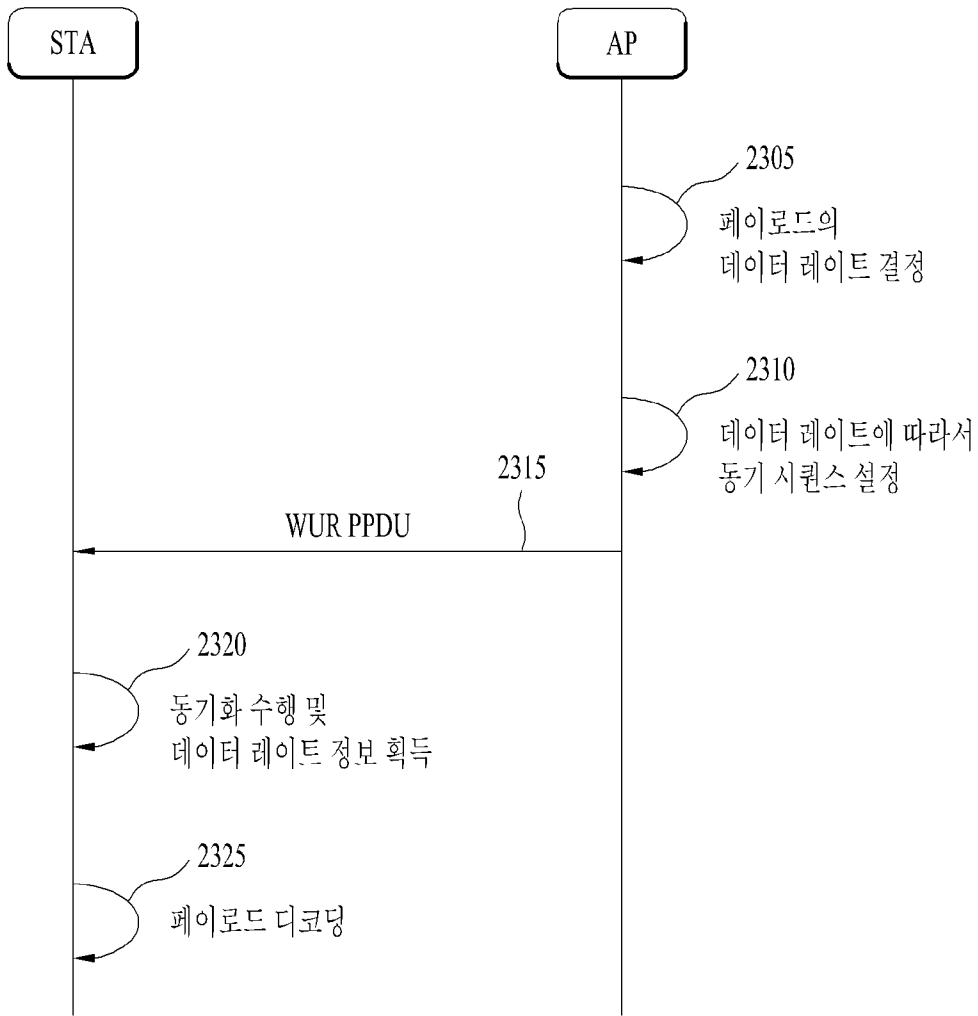 STA
AP
2305
페이로드의
데이터 레이트 결정
2310
데이터 레이트에 따라서
동기 시퀀스 설정
2315
WUR PPDU
2320
동기화 수행 및
데이터 레이트 정보 획득
2325
페이로드 디코딩